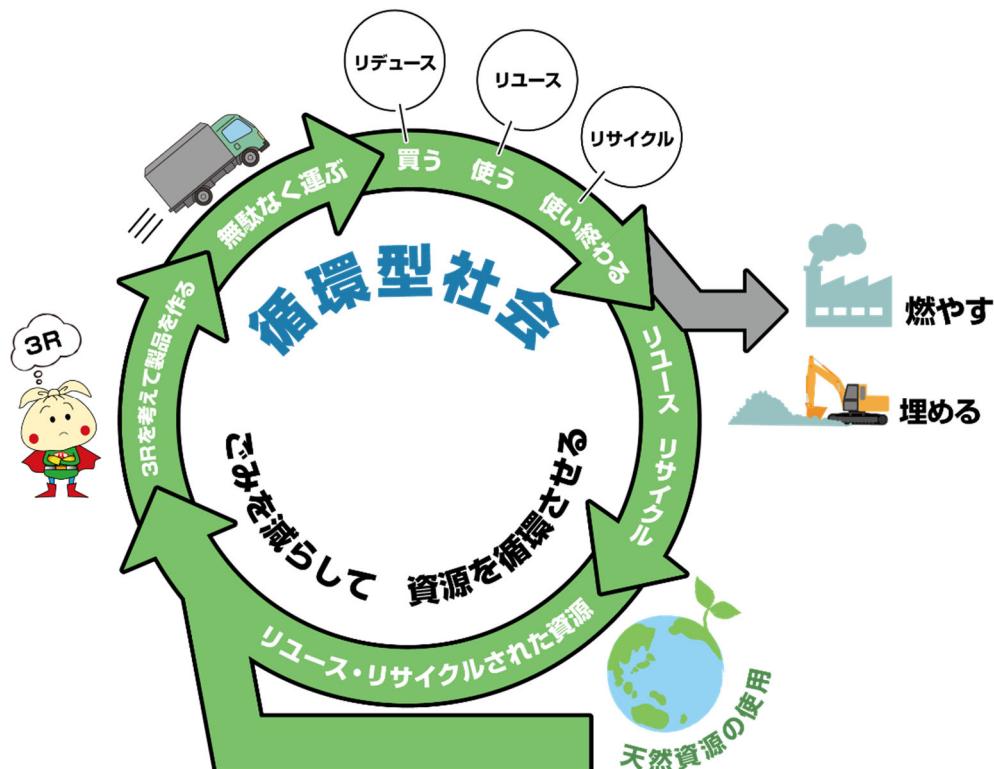 リデュース
リユース
リサイクル
買う
使う
使い終わる
無駄なく運ぶ
循環型社会
燃やす
3R
3Rを考えて製品を作る
リユース リサイクル
埋める
ごみを減らして 資源を循環させる
リユース・リサイクルされた資源
天然資源の使用